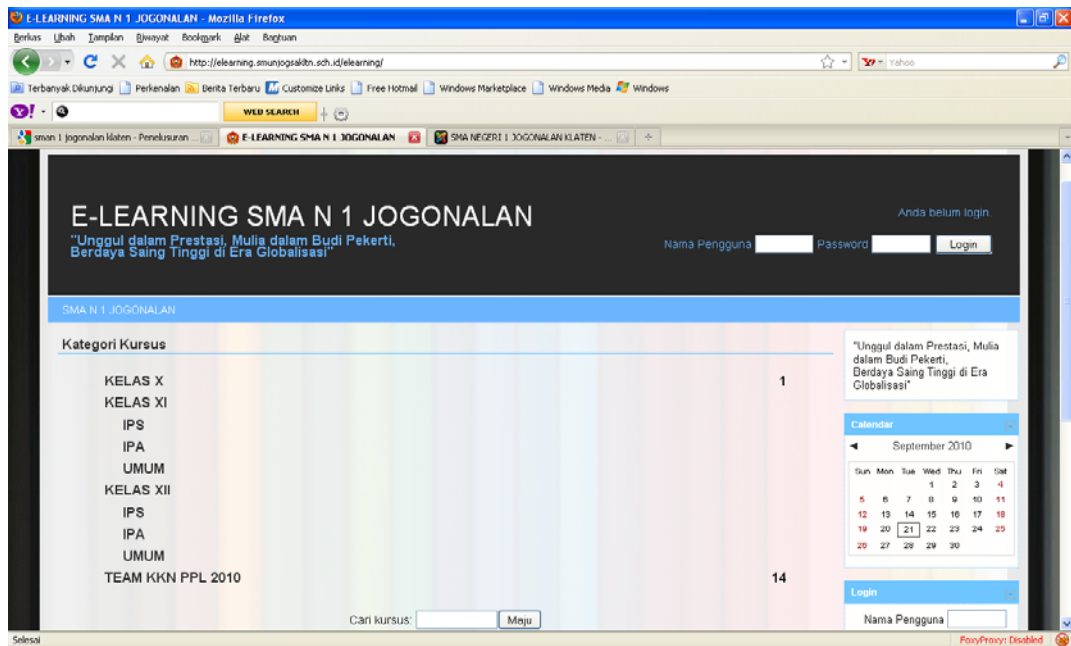 E-LEARNING SMA N 1 JOGONALAN - Mozilla Firefox
Berkas Ubah Tampilan Riwayat Bookmark Alat Bantuan
http://elearning.smunjogsakltn.sch.id/elearning/ Yahoo
Terbanyak Dikunjungi Perkenalan Berita Terbaru Customize Links Free Hotmail Windows Marketplace Windows Media Windows
Y! WEB SEARCH
sman 1 jogonalan klaten - Penelusuran ... E-LEARNING SMA N 1 JOGONALAN SMA NEGERI 1 JOGONALAN KLATEN - ...
E-LEARNING SMA N 1 JOGONALAN
"Unggul dalam Prestasi, Mulia dalam Budi Pekerti,
Berdaya Saing Tinggi di Era Globalisasi"
Anda belum login.
Nama Pengguna Password Login
SMA N 1 JOGONALAN
Kategori Kursus
KELAS X 1
KELAS XI
IPS
IPA
UMUM
KELAS XII
IPS
IPA
UMUM
TEAM KKN PPL 2010 14
Cari kursus: Maju
"Unggul dalam Prestasi, Mulia
dalam Budi Pekerti,
Berdaya Saing Tinggi di Era
Globalisasi"
Calendar
◄ September 2010 ►
Sun Mon Tue Wed Thu Fri Sat
1 2 3 4
5 6 7 8 9 10 11
12 13 14 15 16 17 18
19 20 21 22 23 24 25
26 27 28 29 30
Login
Nama Pengguna
Selesai FoxyProxy: Disabled